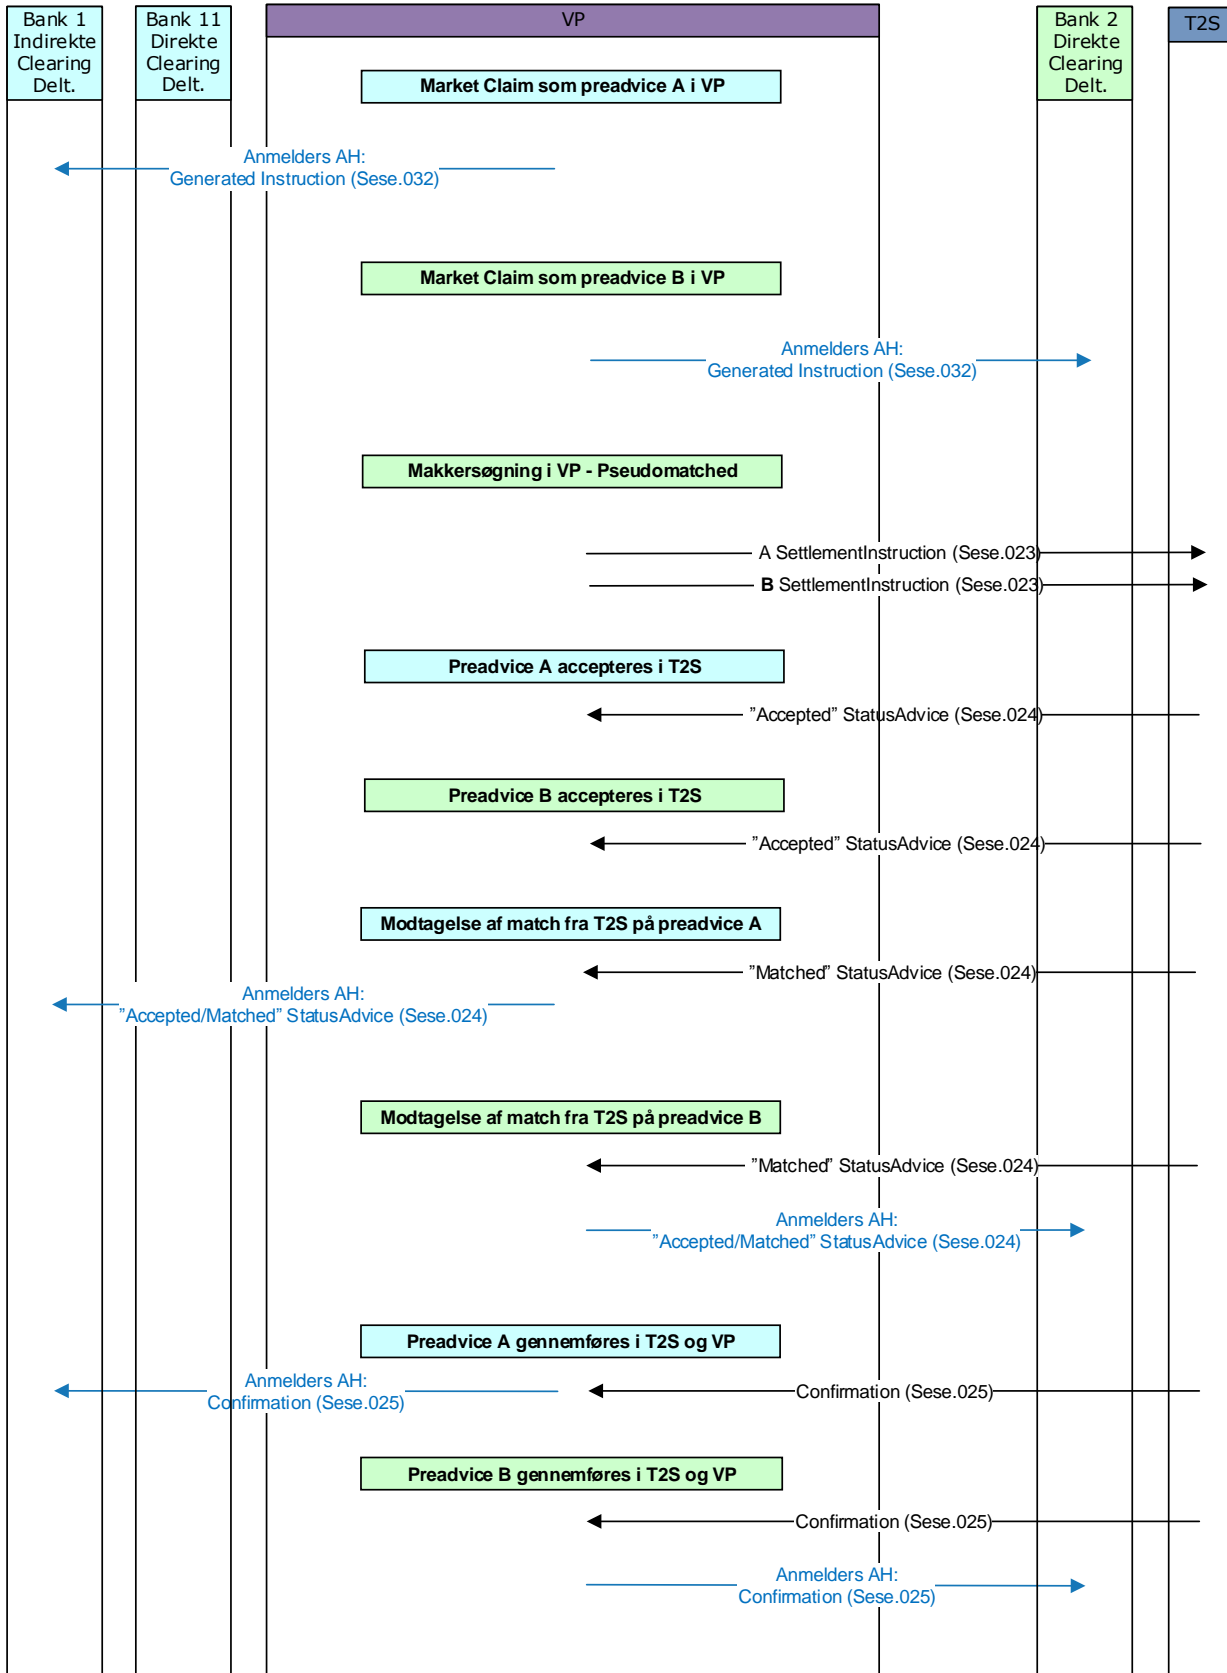 Bank 1
Indirekte
Clearing
Delt.
Bank 11
Direkte
Clearing
Delt.
VP
Bank 2
Direkte
Clearing
Delt.
T2S
Market Claim som preadvice A i VP
Anmelders AH:
Generated Instruction (Sese.032)
Market Claim som preadvice B i VP
Anmelders AH:
Generated Instruction (Sese.032)
Makkersøgning i VP - Pseudomatched
A SettlementInstruction (Sese.023)
B SettlementInstruction (Sese.023)
Preadvice A accepteres i T2S
”Accepted” StatusAdvice (Sese.024)
Preadvice B accepteres i T2S
”Accepted” StatusAdvice (Sese.024)
Modtagelse af match fra T2S på preadvice A
”Matched” StatusAdvice (Sese.024)
Anmelders AH:
”Accepted/Matched” StatusAdvice (Sese.024)
Modtagelse af match fra T2S på preadvice B
”Matched” StatusAdvice (Sese.024)
Anmelders AH:
”Accepted/Matched” StatusAdvice (Sese.024)
Preadvice A gennemføres i T2S og VP
Anmelders AH:
Confirmation (Sese.025)
Confirmation (Sese.025)
Preadvice B gennemføres i T2S og VP
Confirmation (Sese.025)
Anmelders AH:
Confirmation (Sese.025)